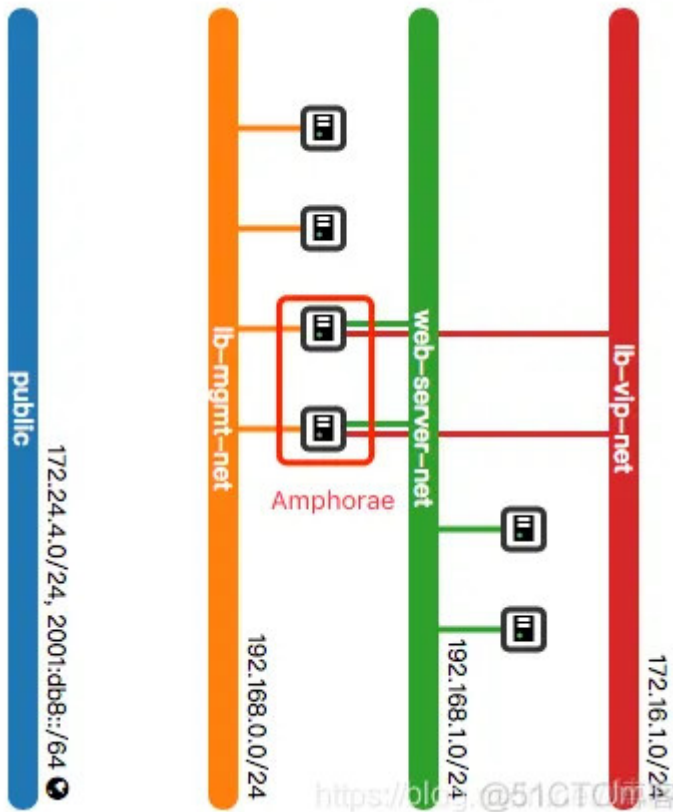 public
172.24.4.0/24, 2001:db8::/64
lb-mgmt-net
192.168.0.0/24
Amphorae
web-server-net
192.168.1.0/24
lb-vip-net
172.16.1.0/24
https://blog. @51CTO